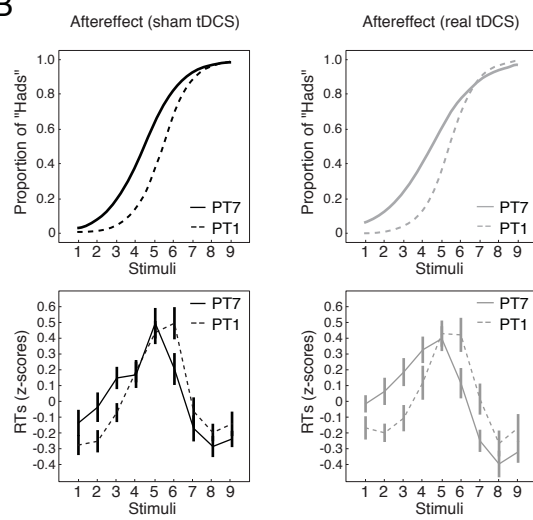 B
Aftereffect (sham tDCS)
Proportion of "Hads"
1.0
0.8
0.6
0.4
0.2
0
PT7
PT1
1 2 3 4 5 6 7 8 9
Stimuli
Aftereffect (real tDCS)
Proportion of "Hads"
1.0
0.8
0.6
0.4
0.2
0
PT7
PT1
1 2 3 4 5 6 7 8 9
Stimuli
RTs (z-scores)
0.6
0.5
0.4
0.3
0.2
0.1
0
-0.1
-0.2
-0.3
-0.4
PT7
PT1
1 2 3 4 5 6 7 8 9
Stimuli
RTs (z-scores)
0.6
0.5
0.4
0.3
0.2
0.1
0
-0.1
-0.2
-0.3
-0.4
PT7
PT1
1 2 3 4 5 6 7 8 9
Stimuli